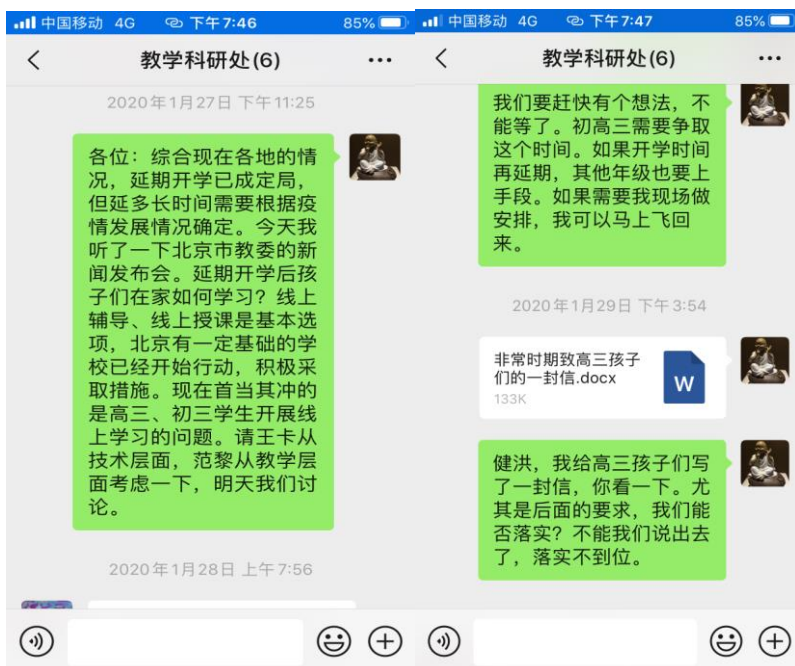 中国移动 4G 下午7:46 85%
教学科研处(6)
2020年1月27日 下午11:25
各位：综合现在各地的情
况，延期开学已成定局，
但延多长时间需要根据疫
情发展情况确定。今天我
听了一下北京市教委的新
闻发布会。延期开学后孩
子们在家如何学习？线上
辅导、线上授课是基本选
项，北京有一定基础的学
校已经开始行动，积极采
取措施。现在首当其冲的
是高三、初三学生开展线
上学习的问题。请王卡从
技术层面，范黎从教学层
面考虑一下，明天我们讨
论。
2020年1月28日 上午7:56
中国移动 4G 下午7:47 85%
教学科研处(6)
我们要赶快有个想法，不
能等了。初高三需要争取
这个时间。如果开学时间
再延期，其他年级也要上
手段。如果需要我现场做
安排，我可以马上飞回
来。
2020年1月29日 下午3:54
非常时期致高三孩子
们的一封信.docx
133K
W
健洪，我给高三孩子们写
了一封信，你看一下。尤
其是后面的要求，我们能
否落实？不能我们说出去
了，落实不到位。